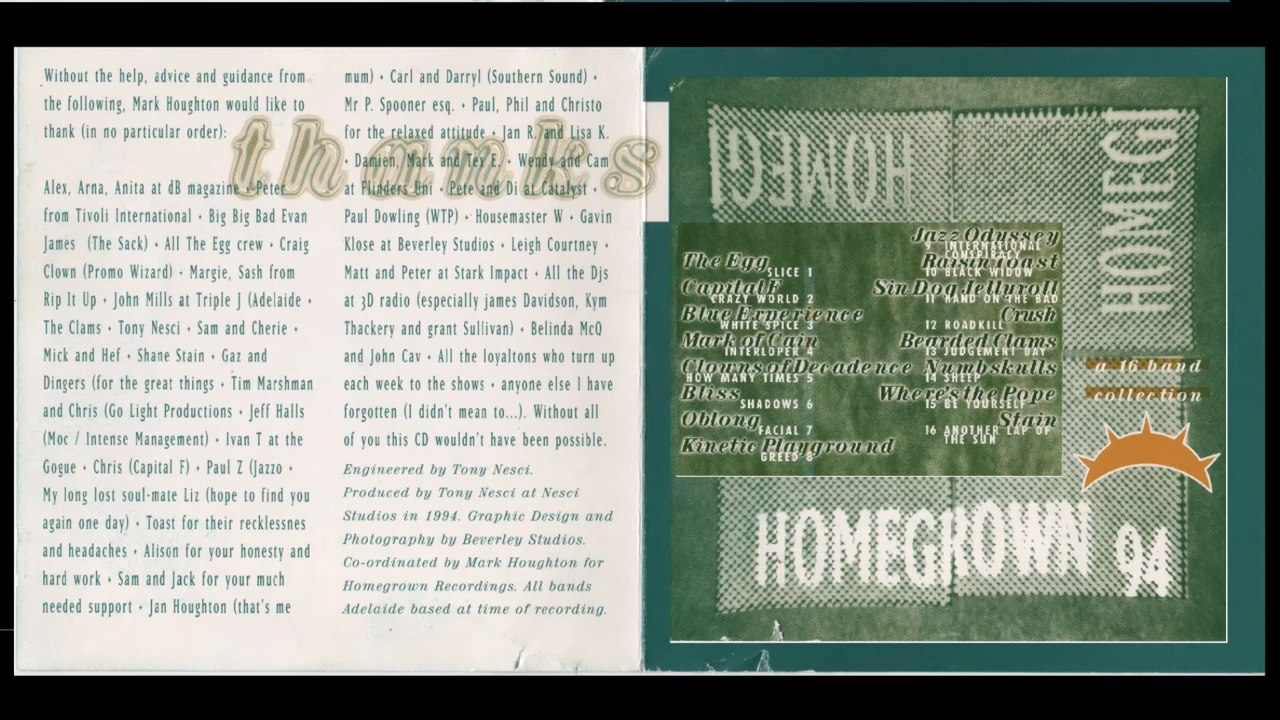 Without the help, advice and guidance from
the following, Mark Houghton would like to
thank (in no particular order):
thanks
Alex, Arna, Anita at dB magazine • Peter
from Tivoli International • Big Big Bad Evan
James (The Sack) • All The Egg crew • Craig
Clown (Promo Wizard) • Margie, Sash from
Rip It Up • John Mills at Triple J (Adelaide •
The Clams • Tony Nesci • Sam and Cherie •
Mick and Hef • Shane Stain • Gaz and
Dingers (for the great things • Tim Marshman
and Chris (Go Light Productions • Jeff Halls
(Moc / Intense Management) • Ivan T at the
Gogue • Chris (Capital F) • Paul Z (Jazzo •
My long lost soul-mate Liz (hope to find you
again one day) • Toast for their recklessnes
and headaches • Alison for your honesty and
hard work • Sam and Jack for your much
needed support • Jan Houghton (that's me
mum) • Carl and Darryl (Southern Sound) •
Mr P. Spooner esq. • Paul, Phil and Christo
for the relaxed attitude • Jan R. and Lisa K.
• Damien, Mark and Tex E. • Wendy and Cam
at Flinders Uni • Pete and Di at Catalyst •
Paul Dowling (WTP) • Housemaster W • Gavin
Klose at Beverley Studios • Leigh Courtney •
Matt and Peter at Stark Impact • All the Djs
at 3D radio (especially james Davidson, Kym
Thackery and grant Sullivan) • Belinda McQ
and John Cav • All the loyaltons who turn up
each week to the shows • anyone else I have
forgotten (I didn't mean to...). Without all
of you this CD wouldn't have been possible.
Engineered by Tony Nesci.
Produced by Tony Nesci at Nesci
Studios in 1994. Graphic Design and
Photography by Beverley Studios.
Co-ordinated by Mark Houghton for
Homegrown Recordings. All bands
Adelaide based at time of recording.
HOMEG
HOMEG
The Egg
SLICE 1
Capital F
CRAZY WORLD 2
Blue Experience
WHITE SPICE 3
Mark of Cain
INTERLOPER 4
Clowns of Decadence
HOW MANY TIMES 5
Bliss
SHADOWS 6
Oblong
FACIAL 7
Kinetic Playground
GREED 8
Jazz Odyssey
9 INTERNATIONAL
CONSPIRACY
Raisin Toast
10 BLACK WIDOW
Sin Dog Jellyroll
11 HAND ON THE BAD
Crush
12 ROADKILL
Bearded Clams
13 JUDGEMENT DAY
Numbskulls
14 SHEEP
Where's the Pope
15 BE YOURSELF
Stain
16 ANOTHER LAP OF
THE SUN
a 16 band
collection
HOMEGROWN 94